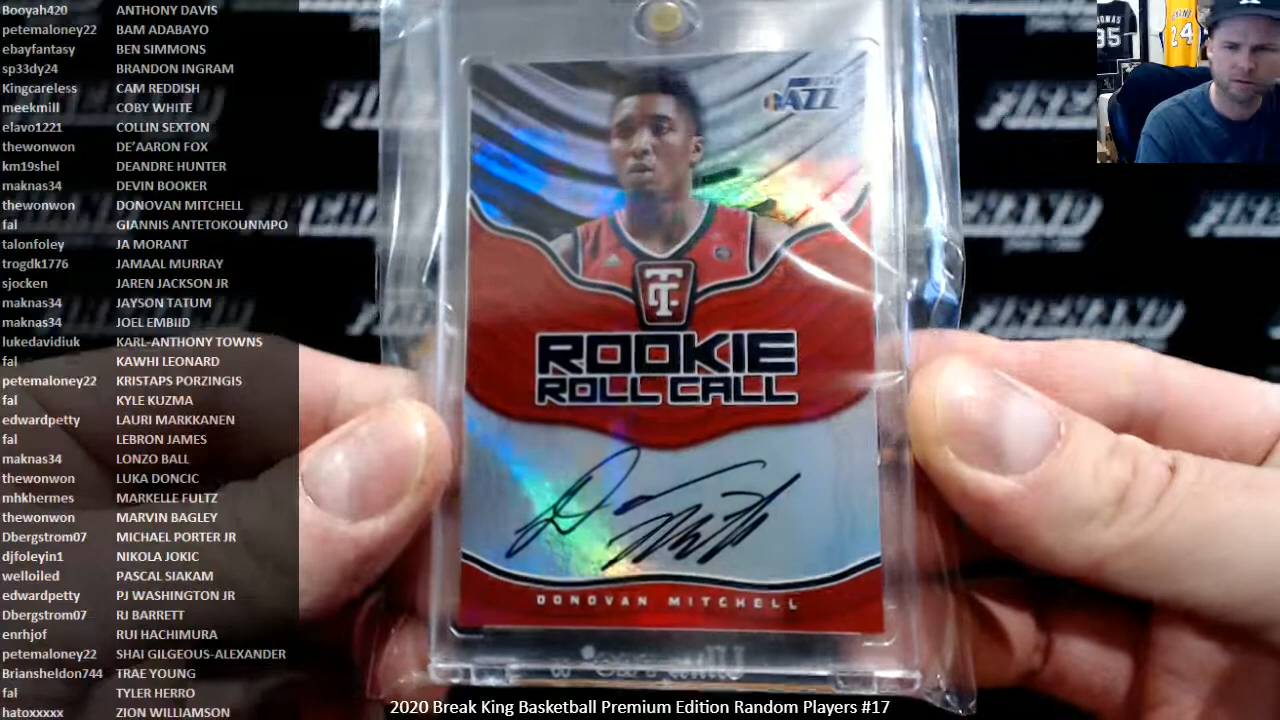 Booyah420 ANTHONY DAVIS
petemaloney22 BAM ADABAYO
ebayfantasy BEN SIMMONS
sp33dy24 BRANDON INGRAM
Kingcareless CAM REDDISH
meekmill COBY WHITE
elavo1221 COLLIN SEXTON
thewonwon DE'AARON FOX
km19shel DEANDRE HUNTER
maknas34 DEVIN BOOKER
thewonwon DONOVAN MITCHELL
fal GIANNIS ANTETOKOUNMPO
talonfoley JA MORANT
trogdk1776 JAMAAL MURRAY
sjocken JAREN JACKSON JR
maknas34 JAYSON TATUM
maknas34 JOEL EMBIID
lukedavidiuk KARL-ANTHONY TOWNS
fal KAWHI LEONARD
petemaloney22 KRISTAPS PORZINGIS
fal KYLE KUZMA
edwardpetty LAURI MARKKANEN
fal LEBRON JAMES
maknas34 LONZO BALL
thewonwon LUKA DONCIC
mhkhermes MARKELLE FULTZ
thewonwon MARVIN BAGLEY
Dbergstrom07 MICHAEL PORTER JR
djfoleyin1 NIKOLA JOKIC
welloiled PASCAL SIAKAM
edwardpetty PJ WASHINGTON JR
Dbergstrom07 RJ BARRETT
enrhjof RUI HACHIMURA
petemaloney22 SHAI GILGEOUS-ALEXANDER
Briansheldon744 TRAE YOUNG
fal TYLER HERRO
hatoxxxxx ZION WILLIAMSON
JAZZ
TC
ROOKIE
ROLL CALL
DONOVAN MITCHELL
24
2020 Break King Basketball Premium Edition Random Players #17